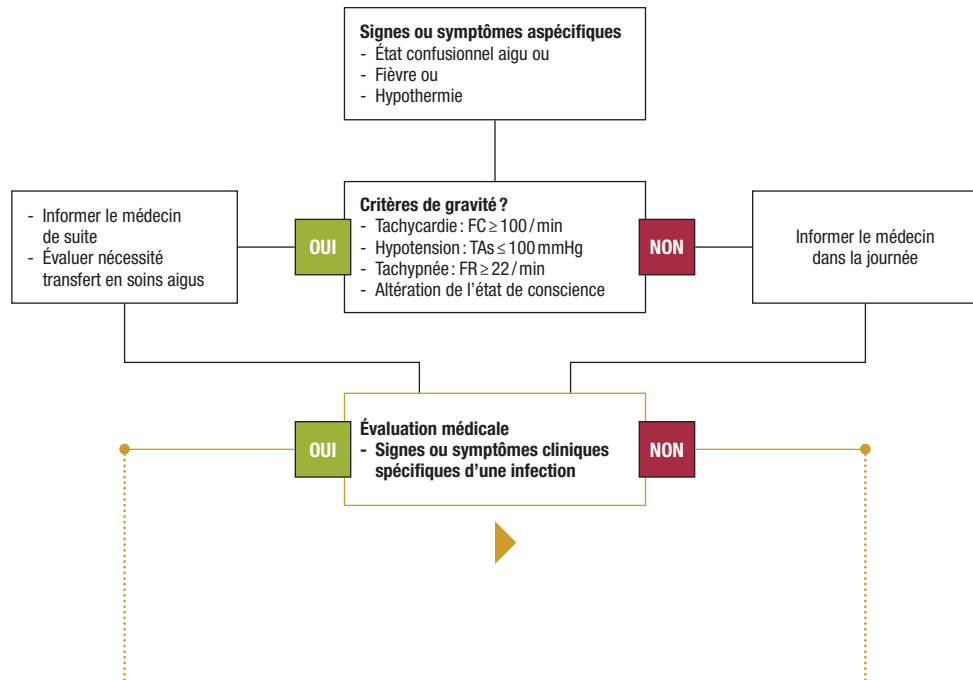 Signes ou symptômes aspécifiques
- État confusionnel aigu ou
- Fièvre ou
- Hypothermie
- Informer le médecin
de suite
- Évaluer nécessité
transfert en soins aigus
OUI
Critères de gravité ?
- Tachycardie : FC ≥ 100 / min
- Hypotension : TAs ≤ 100 mmHg
- Tachypnée : FR ≥ 22 / min
- Altération de l'état de conscience
NON
Informer le médecin
dans la journée
OUI
Évaluation médicale
- Signes ou symptômes cliniques
spécifiques d'une infection
NON